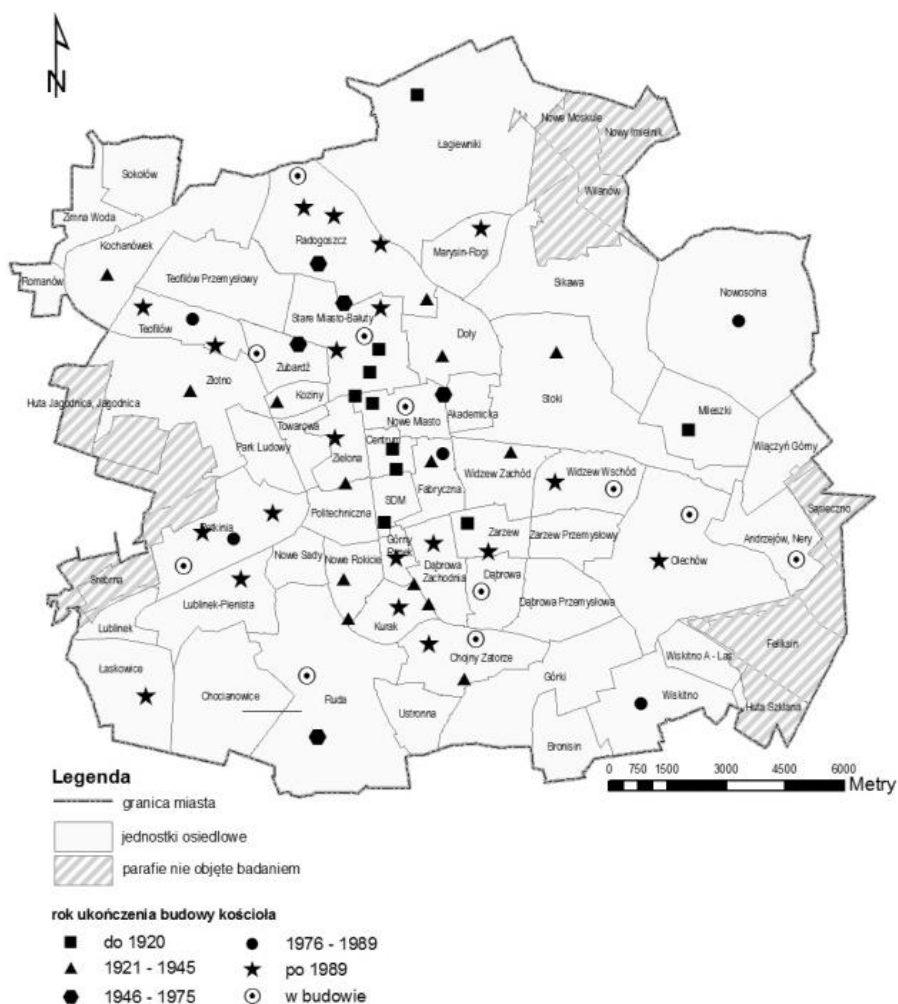 N
Łagiewniki
Nowe Moskule
Nowy Imielnik
Sokołów
Wilanów
Zimna Woda
Kochanówek
Radogoszcz
Marysin-Rogi
Romanów
Teofilów Przemysłowy
Sikawa
Nowosolna
Teofilów
Stare Miasto-Bałuty
Doły
Żubardź
Złotno
Huta Jagodnica, Jagodnica
Koziny
Stoki
Mileszki
Nowe Miasto
Akademicka
Towarowa
Centrum
Park Ludowy
Zielona
Widzew Zachód
Widzew Wschód
Wiączyń Górny
Fabryczna
SDM
Politechniczna
Sąsieczno
Retkinia
Górny Rynek
Zarzew
Zarzew Przemysłowy
Andrzejów, Nery
Nowe Sady
Nowe Rokicie
Dąbrowa Zachodnia
Dąbrowa
Olechów
Srebrna
Lublinek-Pienista
Dąbrowa Przemysłowa
Lublinek
Kurak
Feliksin
Chojny Zatorze
Wiskitno A - Las
Łaskowice
Chocianowice
Ruda
Górki
Wiskitno
Ustronna
Huta Szklana
Bronisin
0 750 1500 3000 4500 6000
Metry
Legenda
granica miasta
jednostki osiedlowe
parafie nie objęte badaniem
rok ukończenia budowy kościoła
do 1920
1976 - 1989
1921 - 1945
po 1989
1946 - 1975
w budowie